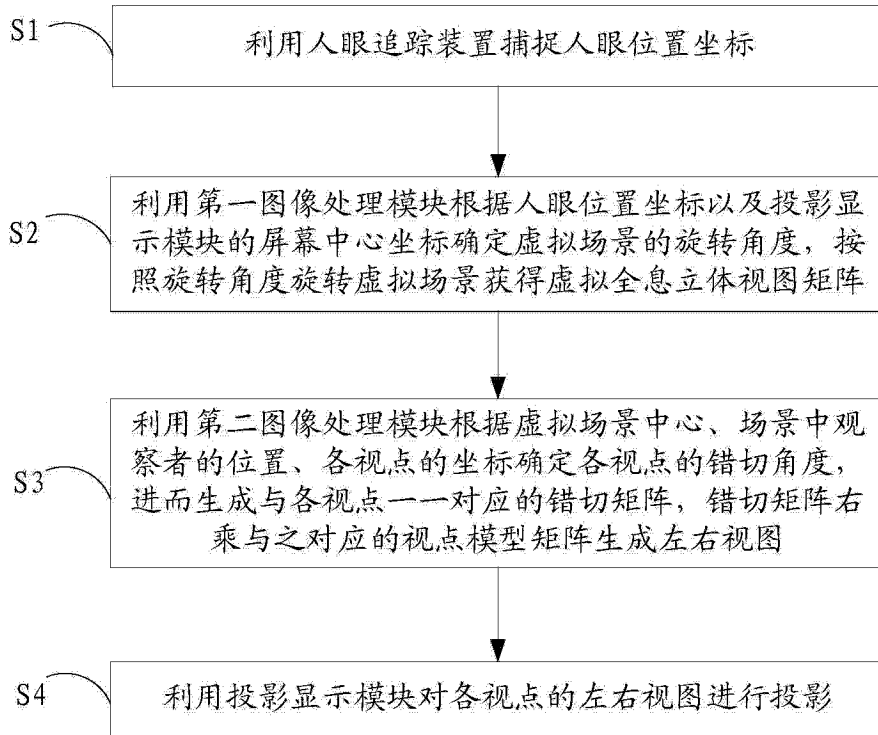 S1
利用人眼追踪装置捕捉人眼位置坐标
S2
利用第一图像处理模块根据人眼位置坐标以及投影显
示模块的屏幕中心坐标确定虚拟场景的旋转角度，按
照旋转角度旋转虚拟场景获得虚拟全息立体视图矩阵
S3
利用第二图像处理模块根据虚拟场景中心、场景中观
察者的位置、各视点的坐标确定各视点的错切角度，
进而生成与各视点一一对应的错切矩阵，错切矩阵右
乘与之对应的视点模型矩阵生成左右视图
S4
利用投影显示模块对各视点的左右视图进行投影